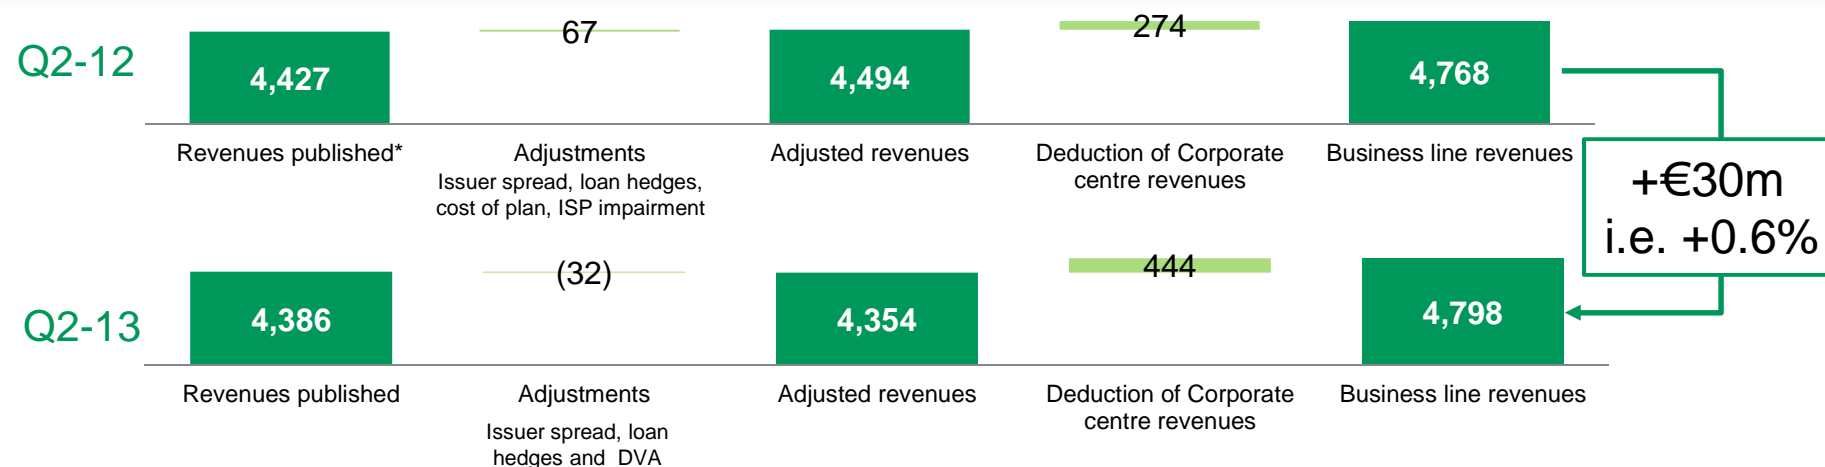 Q2-12
67
274
4,427
4,494
4,768
Revenues published*
Adjustments
Issuer spread, loan hedges,
cost of plan, ISP impairment
Adjusted revenues
Deduction of Corporate
centre revenues
Business line revenues
+€30m
i.e. +0.6%
Q2-13
(32)
444
4,386
4,354
4,798
Revenues published
Adjustments
Issuer spread, loan
hedges and DVA
Adjusted revenues
Deduction of Corporate
centre revenues
Business line revenues